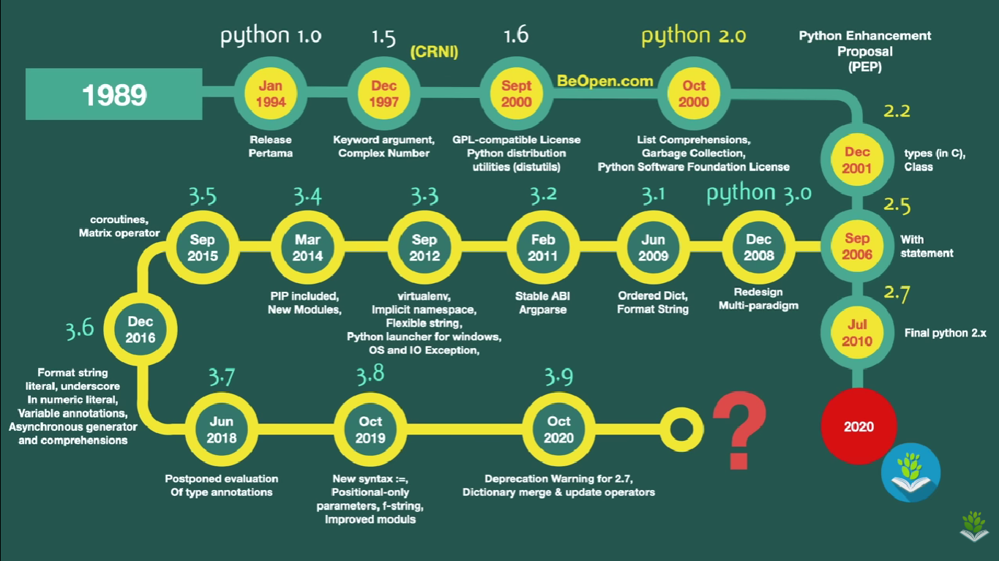 python 1.0
1.5
(CRNI)
1.6
python 2.0
Python Enhancement
Proposal
(PEP)
1989
Jan
1994
Dec
1997
Sept
2000
BeOpen.com
Oct
2000
Release
Pertama
Keyword argument,
Complex Number
GPL-compatible License
Python distribution
utilities (distutils)
List Comprehensions,
Garbage Collection,
Python Software Foundation License
2.2
Dec
2001
types (in C),
Class
2.5
Sep
2006
With
statement
2.7
Jul
2010
Final python 2.x
2020
python 3.0
Dec
2008
Redesign
Multi-paradigm
3.1
Jun
2009
Ordered Dict,
Format String
3.2
Feb
2011
Stable ABI
Argparse
3.3
Sep
2012
virtualenv,
Implicit namespace,
Flexible string,
Python launcher for windows,
OS and IO Exception,
3.4
Mar
2014
PIP included,
New Modules,
3.5
Sep
2015
coroutines,
Matrix operator
3.6
Dec
2016
Format string
literal, underscore
In numeric literal,
Variable annotations,
Asynchronous generator
and comprehensions
3.7
Jun
2018
Postponed evaluation
Of type annotations
3.8
Oct
2019
New syntax :=,
Positional-only
parameters, f-string,
Improved moduls
3.9
Oct
2020
Deprecation Warning for 2.7,
Dictionary merge & update operators
?